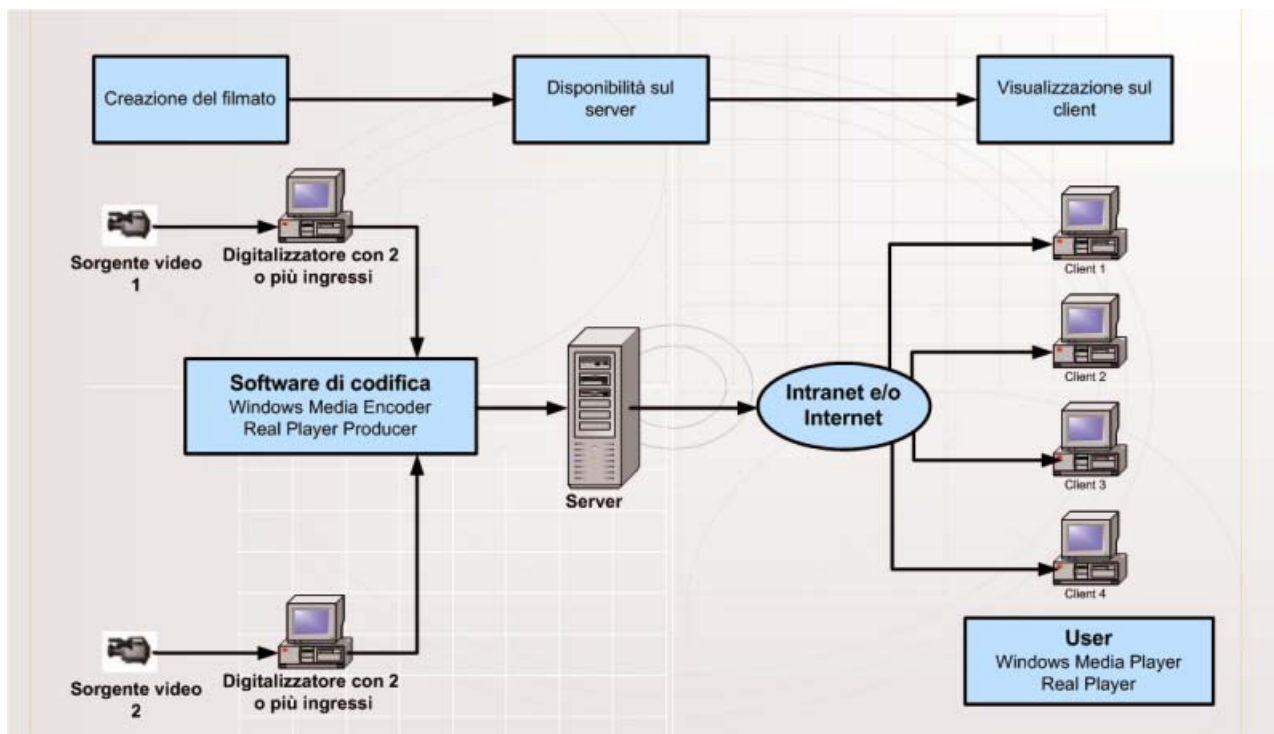 Creazione del filmato
Disponibilità sul
server
Visualizzazione sul
client
Sorgente video
1
Digitalizzatore con 2
o più ingressi
Client 1
Client 2
Software di codifica
Windows Media Encoder
Real Player Producer
Server
Intranet e/o
Internet
Client 3
Client 4
Sorgente video
2
Digitalizzatore con 2
o più ingressi
User
Windows Media Player
Real Player